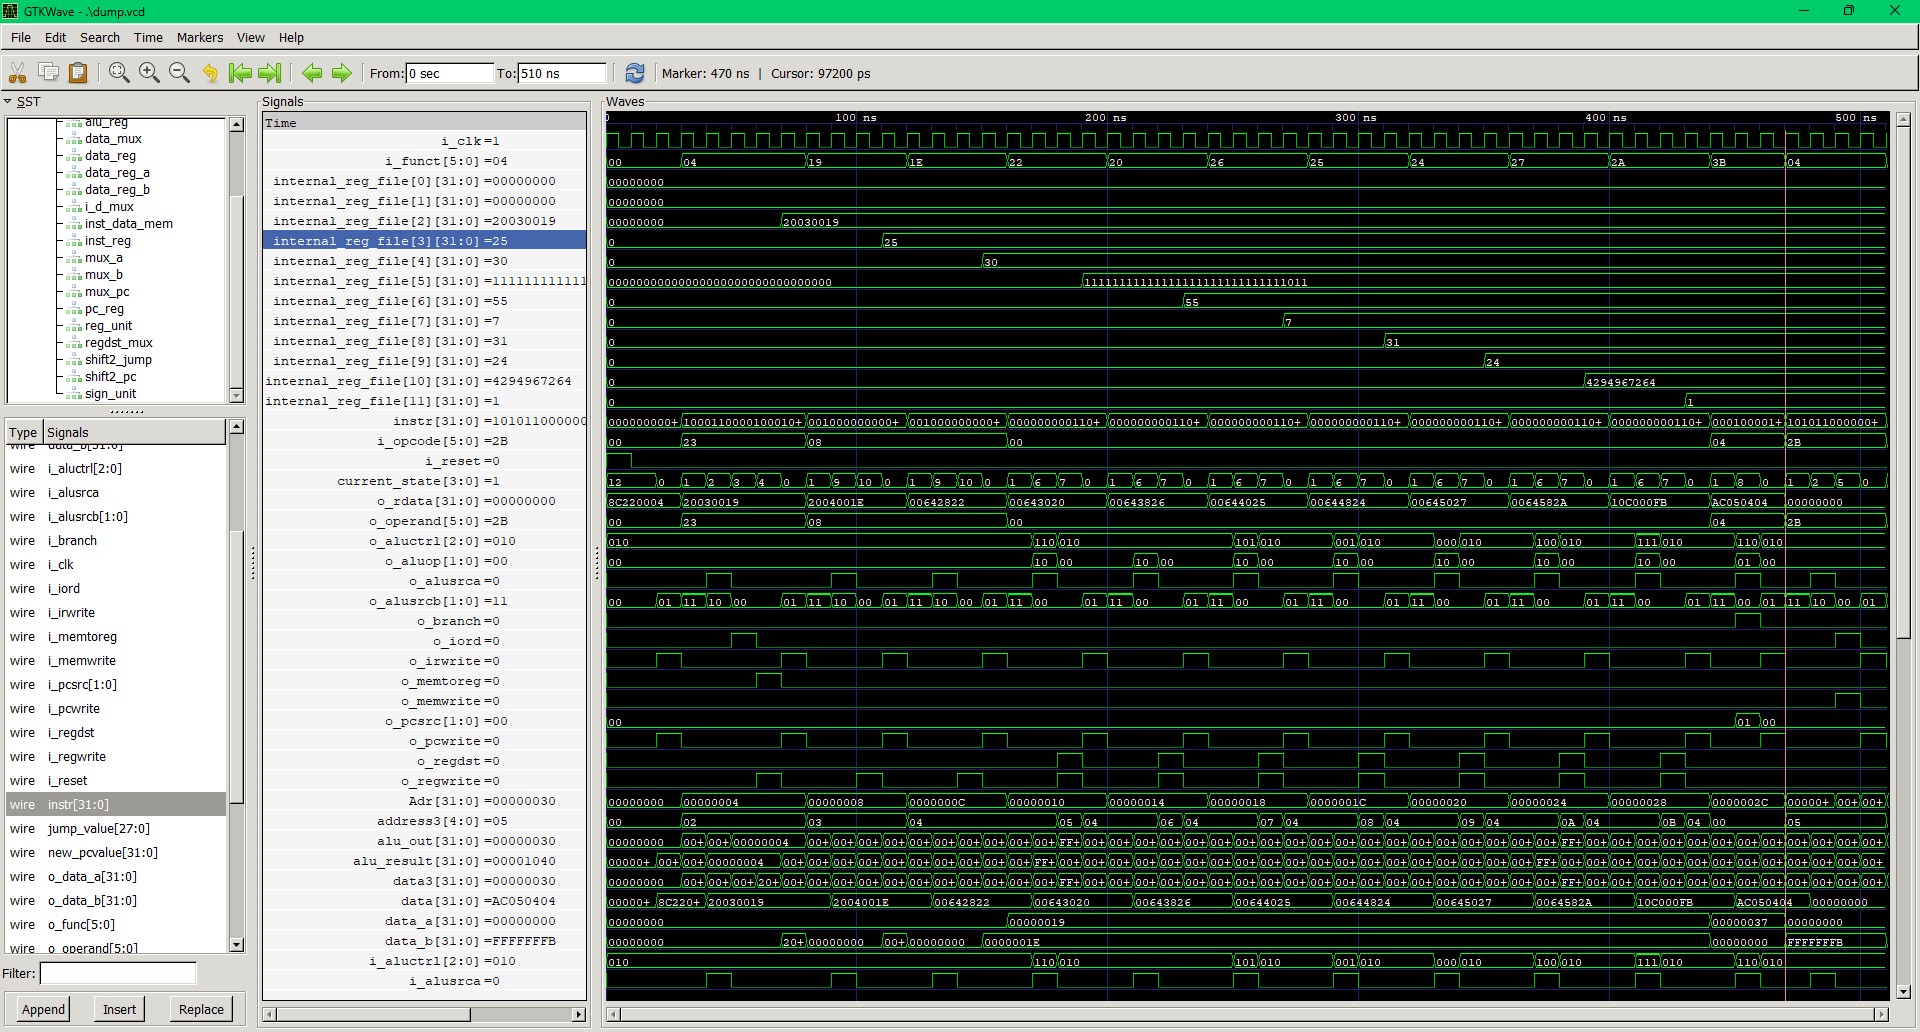 GTKWave - .\dump.vcd
File Edit Search Time Markers View Help
From: 0 sec To: 510 ns Marker: 470 ns | Cursor: 97200 ps
SST
alu_reg
data_mux
data_reg
data_reg_a
data_reg_b
i_d_mux
inst_data_mem
inst_reg
mux_a
mux_b
mux_pc
pc_reg
reg_unit
regdst_mux
shift2_jump
shift2_pc
sign_unit
Type Signals
wire data_b[31:0]
wire i_aluctrl[2:0]
wire i_alusrca
wire i_alusrcb[1:0]
wire i_branch
wire i_clk
wire i_iord
wire i_irwrite
wire i_memtoreg
wire i_memwrite
wire i_pcsrc[1:0]
wire i_pcwrite
wire i_regdst
wire i_regwrite
wire i_reset
wire instr[31:0]
wire jump_value[27:0]
wire new_pcvalue[31:0]
wire o_data_a[31:0]
wire o_data_b[31:0]
wire o_func[5:0]
wire o_operand[5:0]
Filter:
Append Insert Replace
Signals
Time
i_clk=1
i_funct[5:0]=04
internal_reg_file[0][31:0]=00000000
internal_reg_file[1][31:0]=00000000
internal_reg_file[2][31:0]=20030019
internal_reg_file[3][31:0]=25
internal_reg_file[4][31:0]=30
internal_reg_file[5][31:0]=111111111111
internal_reg_file[6][31:0]=55
internal_reg_file[7][31:0]=7
internal_reg_file[8][31:0]=31
internal_reg_file[9][31:0]=24
internal_reg_file[10][31:0]=4294967264
internal_reg_file[11][31:0]=1
instr[31:0]=101011000000
i_opcode[5:0]=2B
i_reset=0
current_state[3:0]=1
o_rdata[31:0]=00000000
o_operand[5:0]=2B
o_aluctrl[2:0]=010
o_aluop[1:0]=00
o_alusrca=0
o_alusrcb[1:0]=11
o_branch=0
o_iord=0
o_irwrite=0
o_memtoreg=0
o_memwrite=0
o_pcsrc[1:0]=00
o_pcwrite=0
o_regdst=0
o_regwrite=0
Adr[31:0]=00000030
address3[4:0]=05
alu_out[31:0]=00000030
alu_result[31:0]=00001040
data3[31:0]=00000030
data[31:0]=AC050404
data_a[31:0]=00000000
data_b[31:0]=FFFFFFFB
i_aluctrl[2:0]=010
i_alusrca=0
Waves
0 100 ns 200 ns 300 ns 400 ns 500 ns
00 04 19 1E 22 20 26 25 24 27 2A 3B 04
00000000
00000000
00000000 20030019
0 25
0 30
00000000000000000000000000000000 11111111111111111111111111111011
0 55
0 7
0 31
0 24
0 4294967264
0 1
000000000+ 1000110000100010+ 001000000000+ 001000000000+ 000000000110+ 000000000110+ 000000000110+ 000000000110+ 000000000110+ 000000000110+ 000000000110+ 000100001+ 101011000000+
00 23 08 00 04 2B
12 0 1 2 3 4 0 1 9 10 0 1 9 10 0 1 6 7 0 1 6 7 0 1 6 7 0 1 6 7 0 1 6 7 0 1 6 7 0 1 6 7 0 1 8 0 1 2 5 0
8C220004 20030019 2004001E 00642822 00643020 00643826 00644025 00644824 00645027 0064582A 10C000FB AC050404 00000000
00 23 08 00 04 2B
010 110 010 101 010 001 010 000 010 100 010 111 010 110 010
00 10 00 10 00 10 00 10 00 10 00 10 00 10 00 01 00
00 01 11 10 00 01 11 10 00 01 11 10 00 01 11 00 01 11 00 01 11 00 01 11 00 01 11 00 01 11 00 01 11 00 01 11 00 01 11 10 00 01
00 01 00
00000000 00000004 00000008 0000000C 00000010 00000014 00000018 0000001C 00000020 00000024 00000028 0000002C 00000+ 00+ 00+
00 02 03 04 05 04 06 04 07 04 08 04 09 04 0A 04 0B 04 00 05
00000000 00+ 00+ 00000004 00+
00000+ 00+ 00+ 00000004 00+
00000000 00+ 00+ 00+ 20+ 00+
00000+ 8C220+ 20030019 2004001E 00642822 00643020 00643826 00644025 00644824 00645027 0064582A 10C000FB AC050404 00000000
00000000 00000019 00000037 00000000
00000000 20+ 00000000 00+ 00000000 0000001E 00000000 FFFFFFFB
010 110 010 101 010 001 010 000 010 100 010 111 010 110 010